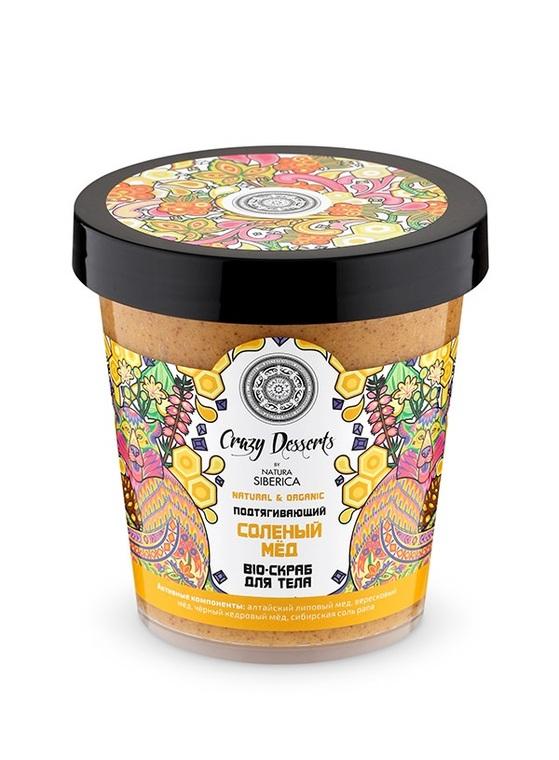 Crazy Desserts
BY
NATURA
SIBERICA
NATURAL & ORGANIC
ПОДТЯГИВАЮЩИЙ
СОЛЕНЫЙ
МЁД
BIO-СКРАБ
ДЛЯ ТЕЛА
Активные компоненты: алтайский липовый мёд, вересковый
мёд, чёрный кедровый мёд, сибирская соль рапа